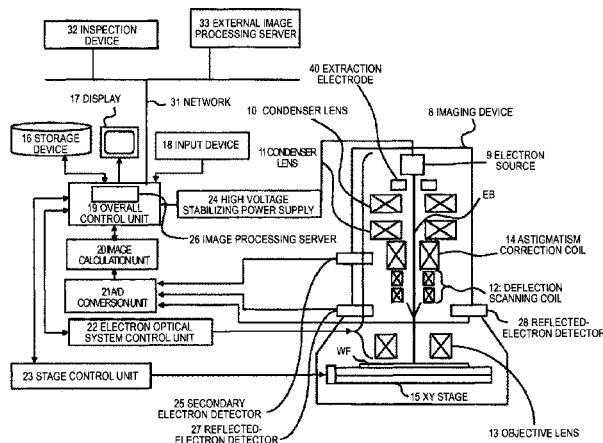 32 INSPECTION
DEVICE
33 EXTERNAL IMAGE
PROCESSING SERVER
40 EXTRACTION
ELECTRODE
17 DISPLAY
31 NETWORK
10 CONDENSER LENS
8 IMAGING DEVICE
16 STORAGE
DEVICE
18 INPUT DEVICE
11 CONDENSER
LENS
9 ELECTRON
SOURCE
19 OVERALL
CONTROL UNIT
24 HIGH VOLTAGE
STABILIZING POWER SUPPLY
EB
26 IMAGE PROCESSING SERVER
14 ASTIGMATISM
CORRECTION COIL
20 IMAGE CALCULATION
UNIT
12: DEFLECTION
SCANNING COIL
21 A/D
CONVERSION UNIT
22 ELECTRON OPTICAL
SYSTEM CONTROL UNIT
28 REFLECTED-
ELECTRON DETECTOR
WF
23 STAGE CONTROL UNIT
25 SECONDARY
ELECTRON DETECTOR
15 XY STAGE
27 REFLECTED-
ELECTRON DETECTOR
13 OBJECTIVE LENS